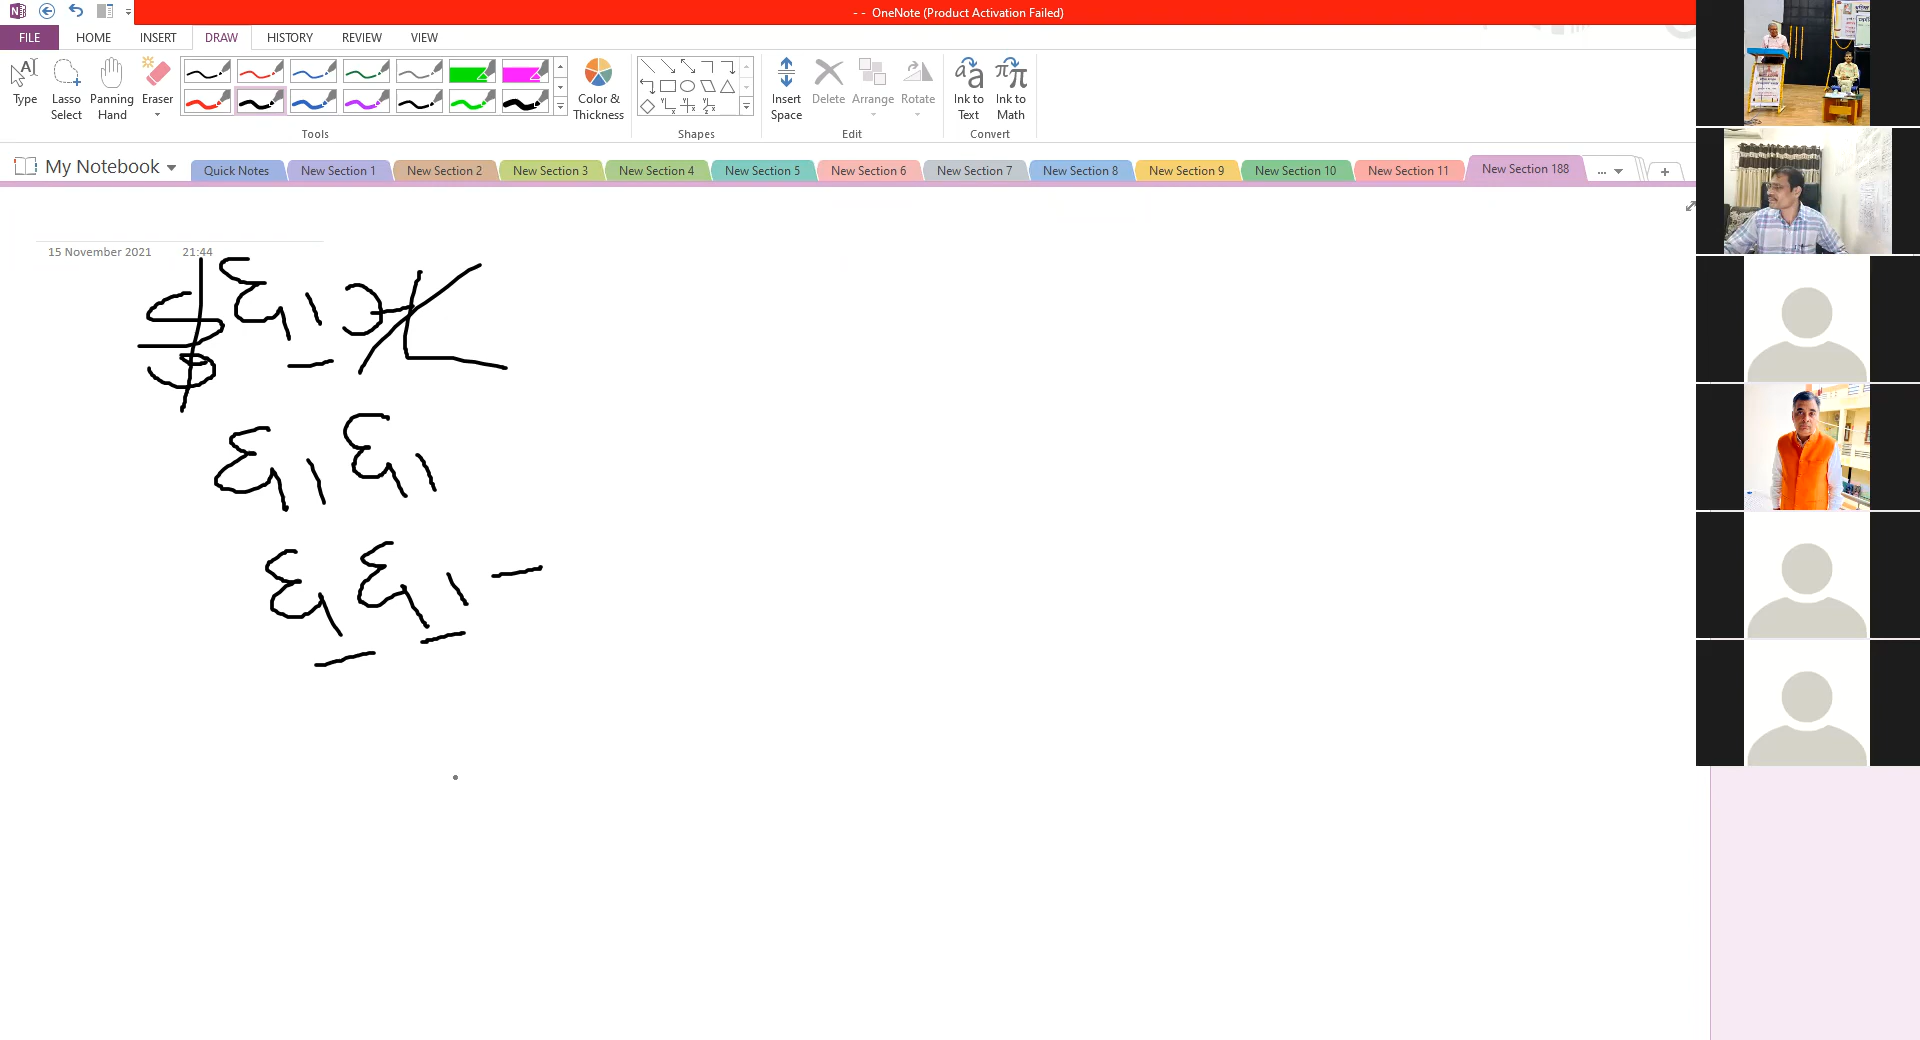 OneNote (Product Activation Failed)
FILE HOME INSERT DRAW HISTORY REVIEW VIEW
Type
Lasso Select
Panning Hand
Eraser
Color & Thickness
Insert Space
Delete
Arrange
Rotate
Ink to Text
Ink to Math
Tools
Shapes
Edit
Convert
My Notebook
Quick Notes New Section 1 New Section 2 New Section 3 New Section 4 New Section 5 New Section 6 New Section 7 New Section 8 New Section 9 New Section 10 New Section 11 New Section 188 ...
15 November 2021 21:44